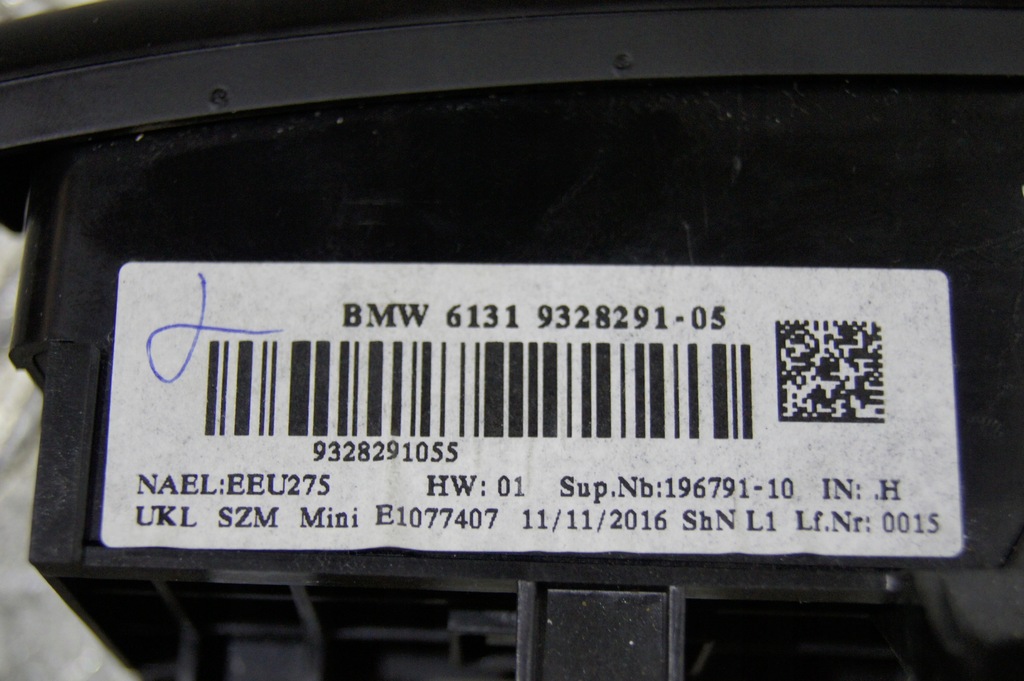 BMW 6131 9328291-05
9328291055
NAEL:EEU275 HW: 01 Sup.Nb:196791-10 IN: .H
UKL SZM Mini E1077407 11/11/2016 ShN L1 Lf.Nr: 0015